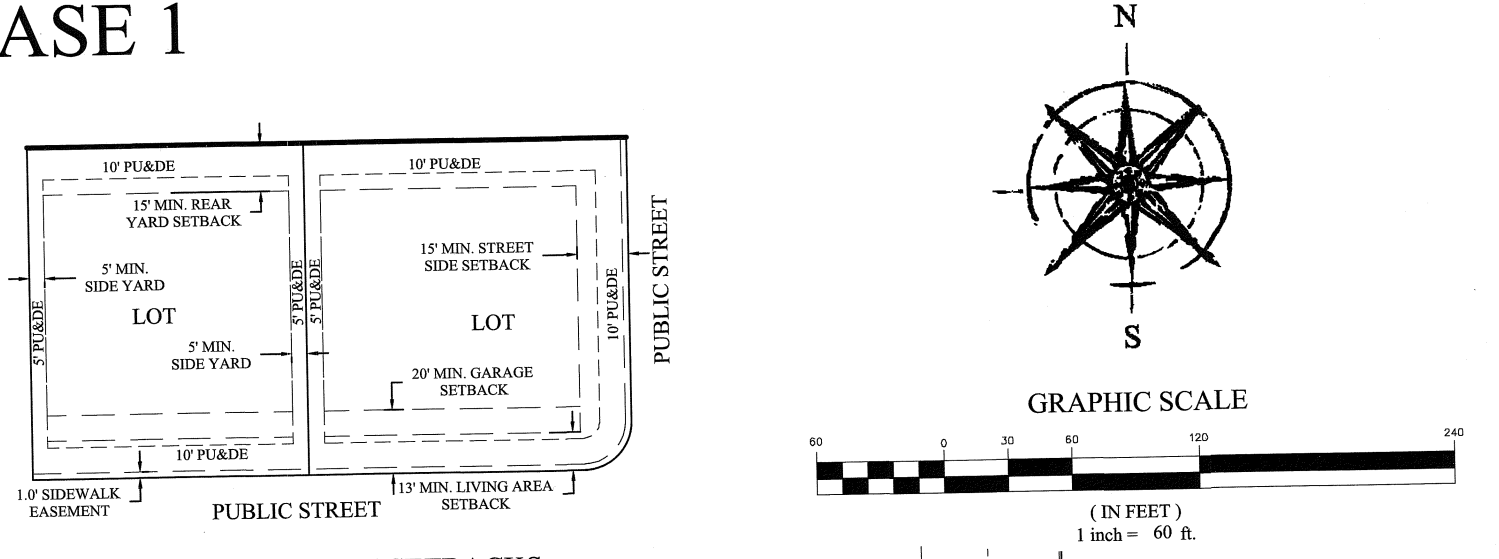 ASE 1
10' PU&DE
10' PU&DE
15' MIN. REAR
YARD SETBACK
15' MIN. STREET
SIDE SETBACK
5' MIN.
SIDE YARD
5' PU&DE
LOT
5' PU&DE
5' PU&DE
LOT
10' PU&DE
PUBLIC STREET
5' MIN.
SIDE YARD
20' MIN. GARAGE
SETBACK
10' PU&DE
1.0' SIDEWALK
EASEMENT
13' MIN. LIVING AREA
SETBACK
PUBLIC STREET
N
S
GRAPHIC SCALE
60 0 30 60 120 240
( IN FEET )
1 inch = 60 ft.